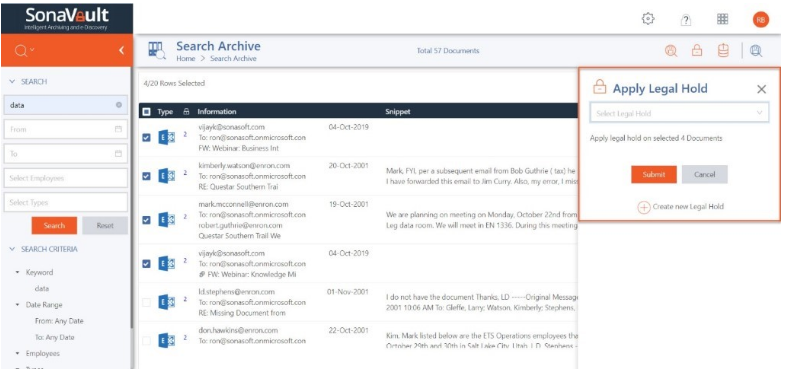 SonaVault
Intelligent Archiving and e-Discovery
RB
Search Archive
Home > Search Archive
Total 57 Documents
SEARCH
data
From
To
Select Employees
Select Types
Search Reset
SEARCH CRITERIA
Keyword
data
Date Range
From: Any Date
To: Any Date
Employees
Types
4/20 Rows Selected
Type Information Snippet
2 vijayk@sonasoft.com 04-Oct-2019
To: ron@sonasoft.onmicrosoft.con
FW: Webinar: Business Int
2 kimberly.watson@enron.com 20-Oct-2001
To: ron@sonasoft.onmicrosoft.con
RE: Questar Southern Trai
Mark, FYI, per a subsequent email from Bob Guthrie ( tax) he
I have forwarded this email to Jim Curry. Also, my error, I miss
2 mark.mcconnell@enron.com 19-Oct-2001
To: ron@sonasoft.onmicrosoft.con
robert.guthrie@enron.com
Questar Southern Trail We
We are planning on meeting on Monday, October 22nd from
Leg data room. We will meet in EN 1336. During this meeting
2 vijayk@sonasoft.com 04-Oct-2019
To: ron@sonasoft.onmicrosoft.con
FW: Webinar: Knowledge Mi
2 ld.stephens@enron.com 01-Nov-2001
To: ron@sonasoft.onmicrosoft.con
RE: Missing Document from
I do not have the document Thanks, LD -----Original Messag
2001 10:06 AM To: Gleffe, Larry; Watson, Kimberly; Stephens,
2 don.hawkins@enron.com 22-Oct-2001
To: ron@sonasoft.onmicrosoft.con
Kim, Mark listed below are the ETS Operations employees tha
October 29th and 30th in Salt Lake City, Utah. L.D. Stephens -
Apply Legal Hold
Select Legal Hold
Apply legal hold on selected 4 Documents
Submit Cancel
Create new Legal Hold